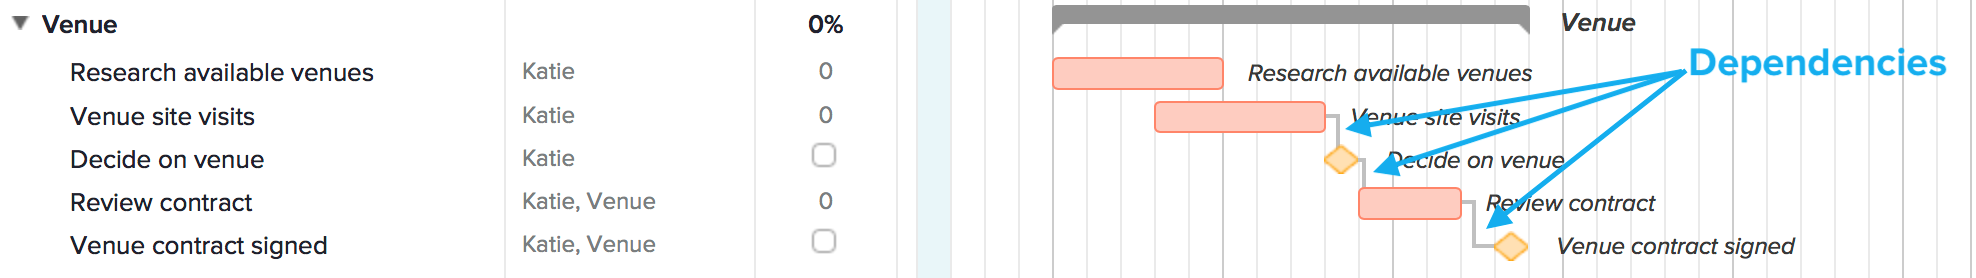 Venue 0% Venue
Dependencies
Research available venues Katie 0 Research available venues
Venue site visits Katie 0 Venue site visits
Decide on venue Katie Decide on venue
Review contract Katie, Venue 0 Review contract
Venue contract signed Katie, Venue Venue contract signed